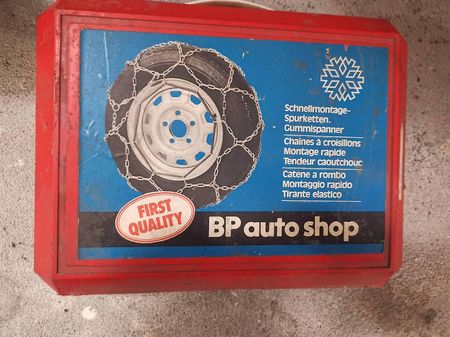 Schnellmontage-
Spurketten.
Gummispanner
Chaînes à croisillons
Montage rapide
Tendeur caoutchouc
Catene a rombo
Montaggio rapido
Tirante elastico
FIRST
QUALITY
BP auto shop